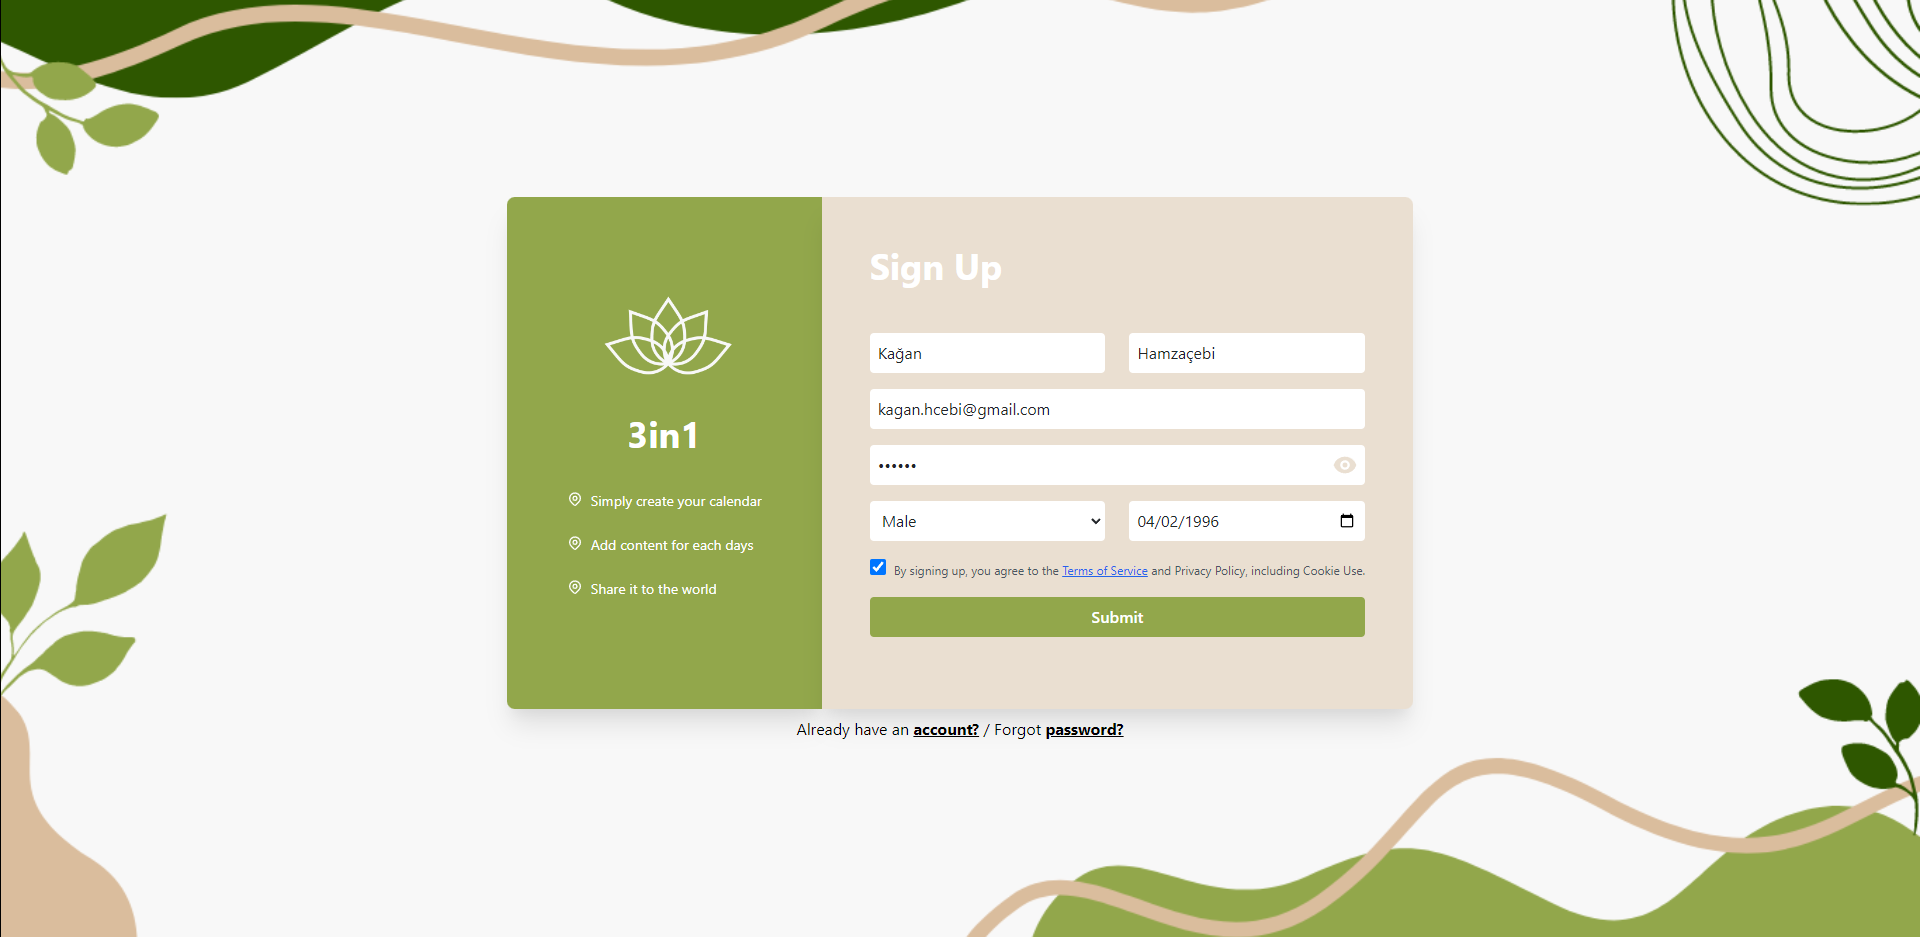 3in1
Simply create your calendar
Add content for each days
Share it to the world
Sign Up
Kağan Hamzaçebi
kagan.hcebi@gmail.com
••••••
Male 04/02/1996
By signing up, you agree to the Terms of Service and Privacy Policy, including Cookie Use.
Submit
Already have an account? / Forgot password?